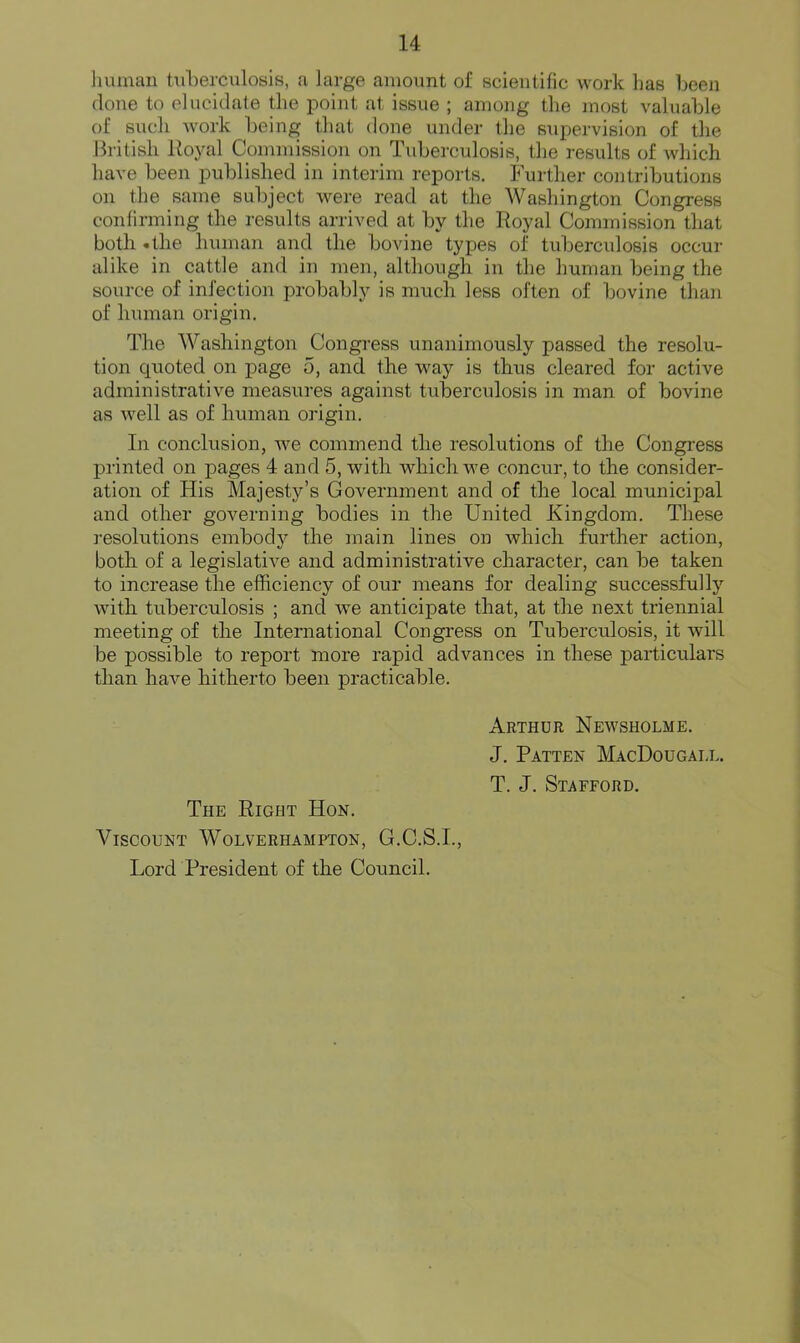 14
human tuberculosis, a large amount of scientific work has been
done to elucidate the point at issue ; among the most valuable
of such work being that done under the supervision of the
British Royal Commission on Tuberculosis, the results of which
have been published in interim reports. Further contributions
on the same subject were read at the Washington Congress
confirming the results arrived at by the Royal Commission that
both •the human and the bovine types of tuberculosis occur
alike in cattle and in men, although in the human being the
source of infection probably is much less often of bovine than
of human origin.
The Washington Congress unanimously passed the resolu-
tion quoted on page 5, and the way is thus cleared for active
administrative measures against tuberculosis in man of bovine
as well as of human origin.
In conclusion, we commend the resolutions of the Congress
printed on pages 4 and 5, with which we concur, to the consider-
ation of His Majesty's Government and of the local municipal
and other governing bodies in the United Kingdom. These
resolutions embody the main lines on which further action,
both of a legislative and administrative character, can be taken
to increase the efficiency of our means for dealing successfully
with tuberculosis ; and we anticipate that, at the next triennial
meeting of the International Congress on Tuberculosis, it will
be possible to report more rapid advances in these particulars
than have hitherto been practicable.
Arthur Newsholme.
J. Patten MacDougall.
T. J. Stafford.
The Right Hon.
Viscount Wolverhampton, G.C.S.I.,
Lord President of the Council.